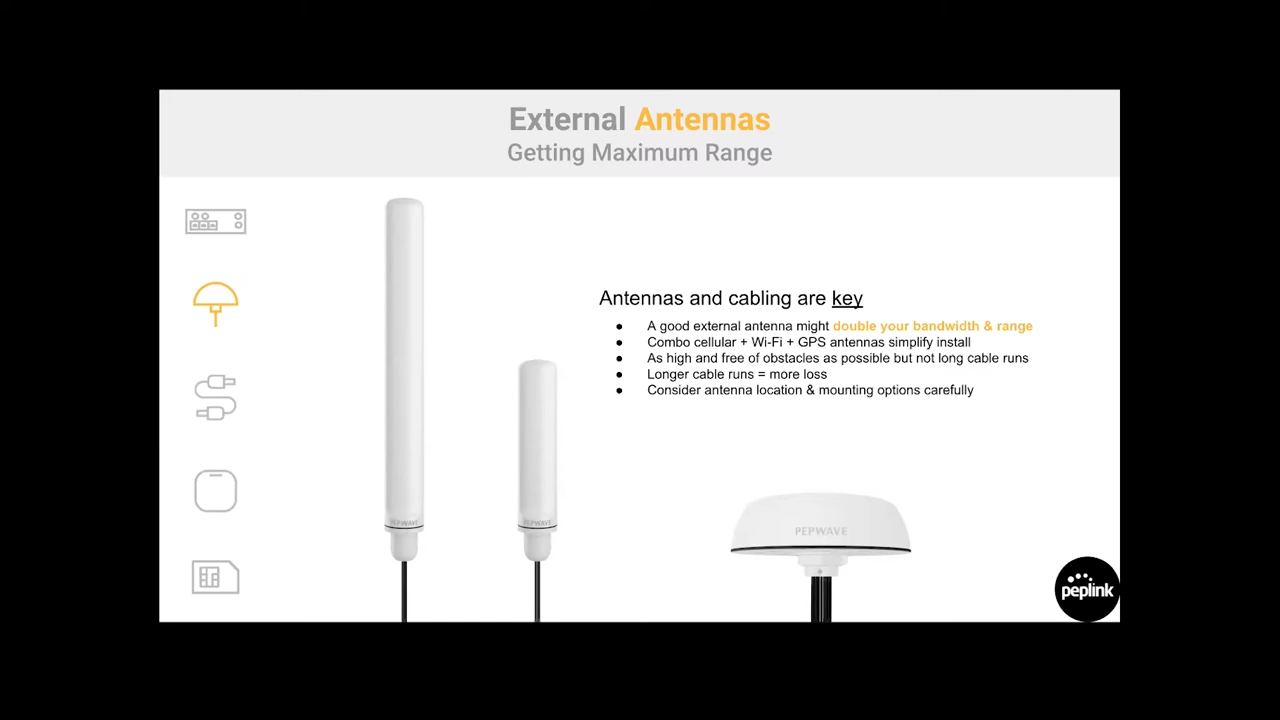 External Antennas
Getting Maximum Range
Antennas and cabling are key
● A good external antenna might double your bandwidth & range
● Combo cellular + Wi-Fi + GPS antennas simplify install
● As high and free of obstacles as possible but not long cable runs
● Longer cable runs = more loss
● Consider antenna location & mounting options carefully
PEPWAVE
PEPWAVE
PEPWAVE
peplink